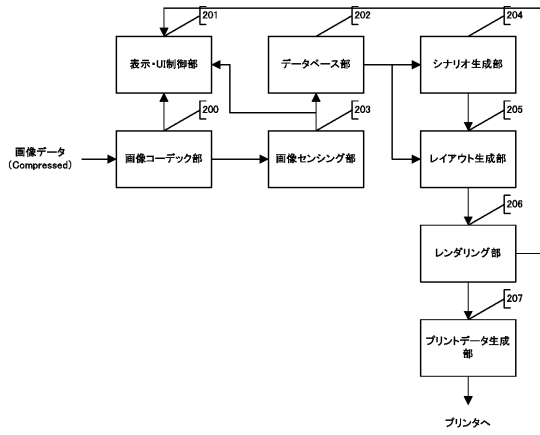 201
202
204
表示・UI制御部
データベース部
シナリオ生成部
200
203
205
画像データ
(Compressed)
画像コーデック部
画像センシング部
レイアウト生成部
206
レンダリング部
207
プリントデータ生成
部
プリンタへ